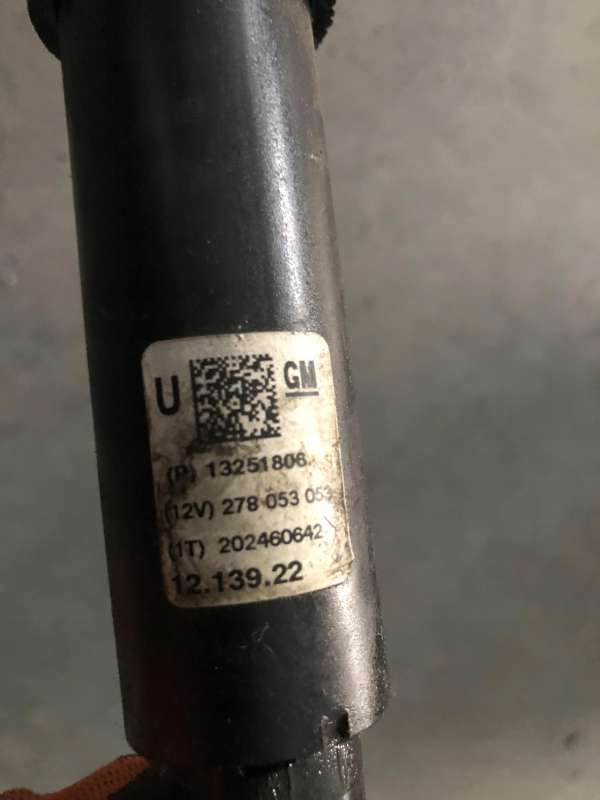 U GM
(P) 13251806
(12V) 278 053 053
(1T) 202460642
12.139.22